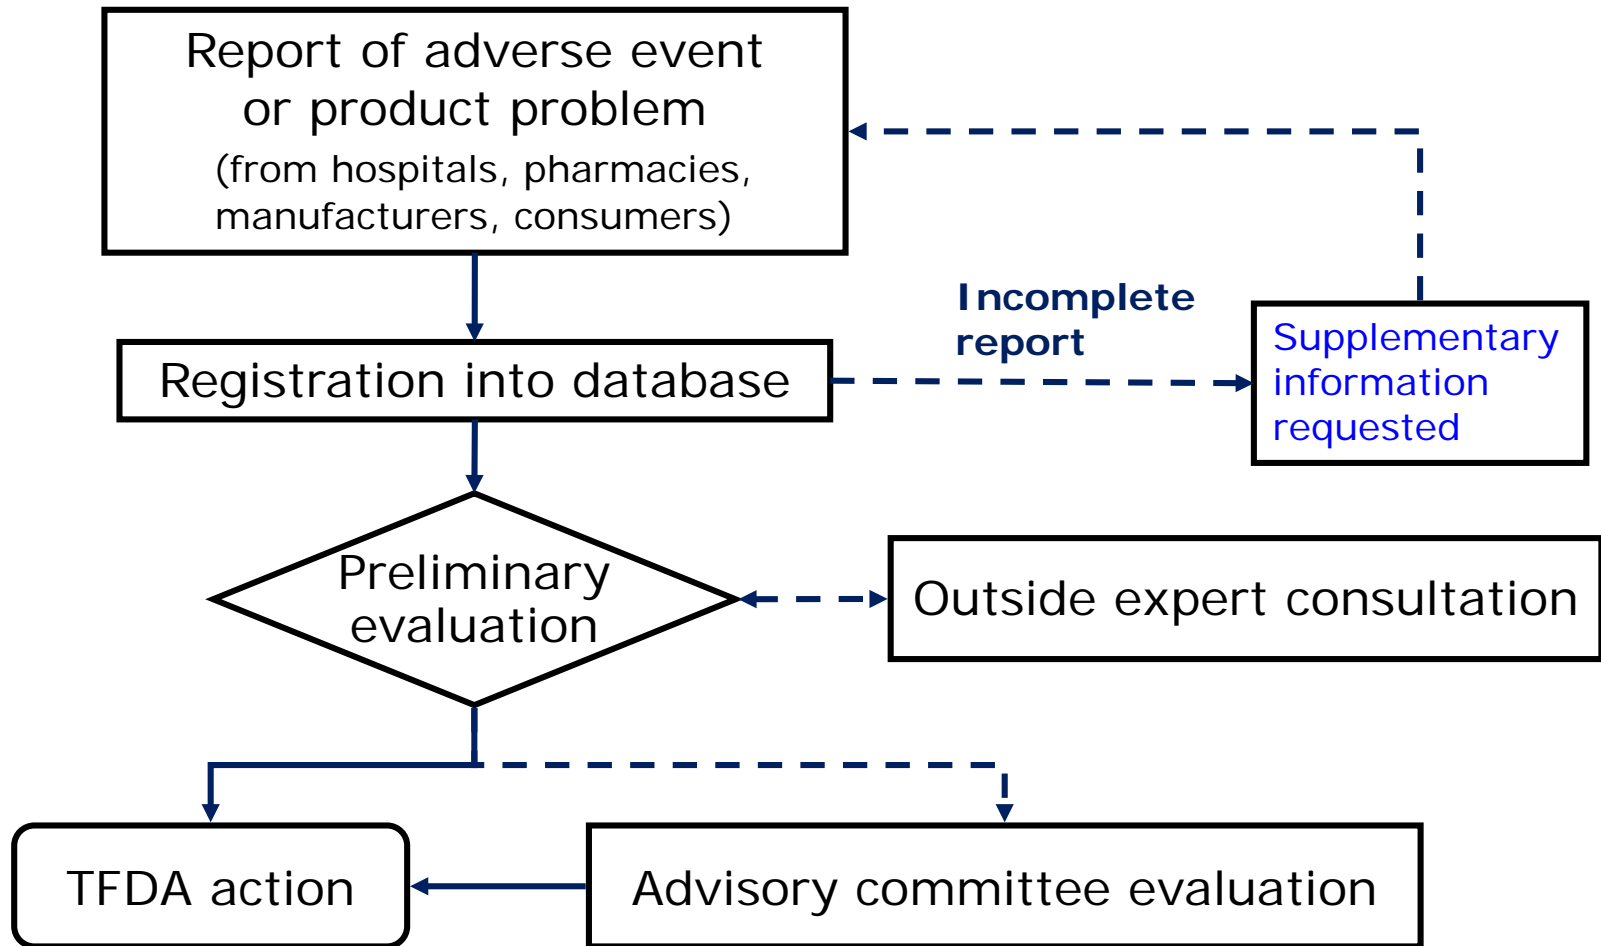 Report of adverse event
or product problem
(from hospitals, pharmacies,
manufacturers, consumers)
Incomplete
report
Supplementary
information
requested
Registration into database
Preliminary
evaluation
Outside expert consultation
TFDA action
Advisory committee evaluation